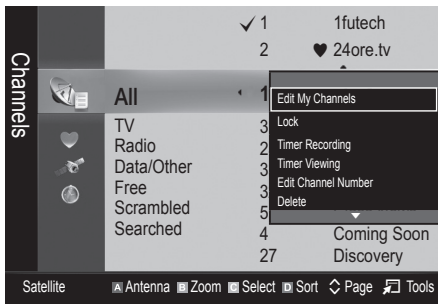 Channels
✓ 1 1futech
2 ♥ 24ore.tv
All 1
TV 3
Radio 2
Data/Other 3
Free 3
Scrambled 5
Searched 4 Coming Soon
27 Discovery
Edit My Channels
Lock
Timer Recording
Timer Viewing
Edit Channel Number
Delete
Satellite A Antenna B Zoom C Select D Sort Page Tools